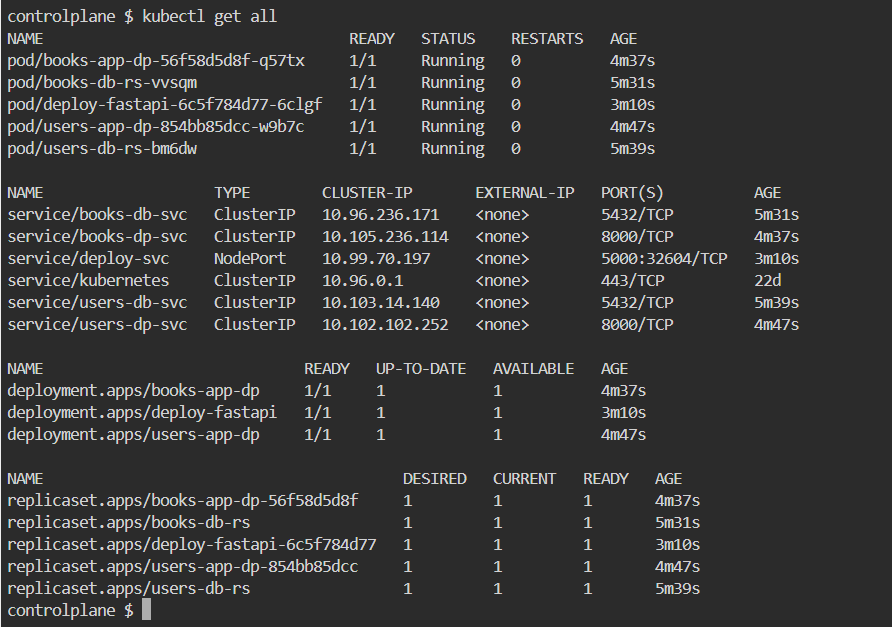 controlplane $ kubectl get all
NAME READY STATUS RESTARTS AGE
pod/books-app-dp-56f58d5d8f-q57tx 1/1 Running 0 4m37s
pod/books-db-rs-vvsqm 1/1 Running 0 5m31s
pod/deploy-fastapi-6c5f784d77-6clgf 1/1 Running 0 3m10s
pod/users-app-dp-854bb85dcc-w9b7c 1/1 Running 0 4m47s
pod/users-db-rs-bm6dw 1/1 Running 0 5m39s
NAME TYPE CLUSTER-IP EXTERNAL-IP PORT(S) AGE
service/books-db-svc ClusterIP 10.96.236.171 <none> 5432/TCP 5m31s
service/books-dp-svc ClusterIP 10.105.236.114 <none> 8000/TCP 4m37s
service/deploy-svc NodePort 10.99.70.197 <none> 5000:32604/TCP 3m10s
service/kubernetes ClusterIP 10.96.0.1 <none> 443/TCP 22d
service/users-db-svc ClusterIP 10.103.14.140 <none> 5432/TCP 5m39s
service/users-dp-svc ClusterIP 10.102.102.252 <none> 8000/TCP 4m47s
NAME READY UP-TO-DATE AVAILABLE AGE
deployment.apps/books-app-dp 1/1 1 1 4m37s
deployment.apps/deploy-fastapi 1/1 1 1 3m10s
deployment.apps/users-app-dp 1/1 1 1 4m47s
NAME DESIRED CURRENT READY AGE
replicaset.apps/books-app-dp-56f58d5d8f 1 1 1 4m37s
replicaset.apps/books-db-rs 1 1 1 5m31s
replicaset.apps/deploy-fastapi-6c5f784d77 1 1 1 3m10s
replicaset.apps/users-app-dp-854bb85dcc 1 1 1 4m47s
replicaset.apps/users-db-rs 1 1 1 5m39s
controlplane $